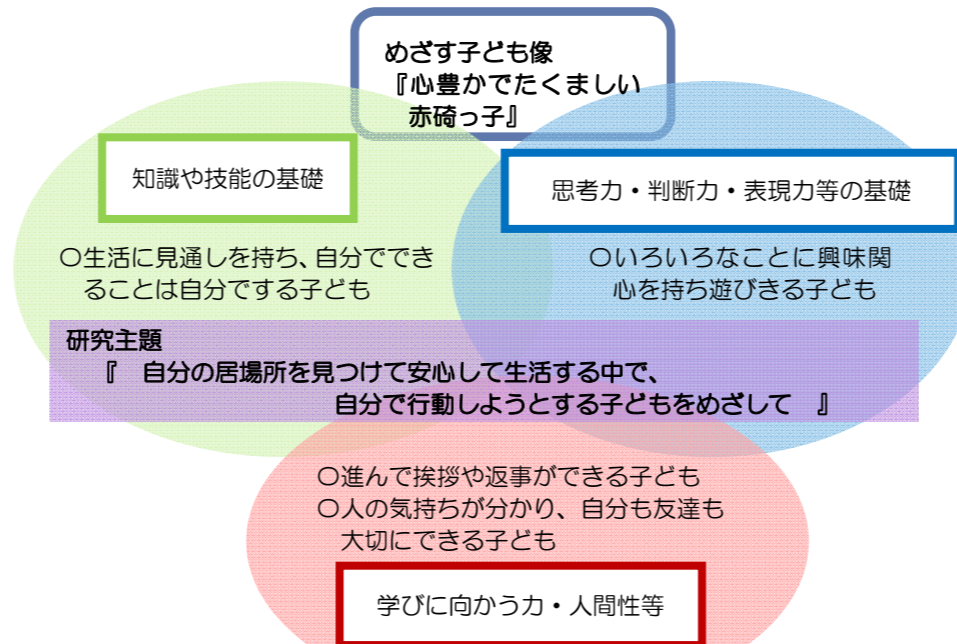 めざす子ども像
『心豊かでたくましい
赤碕っ子』
知識や技能の基礎
思考力・判断力・表現力等の基礎
○生活に見通しを持ち、自分ででき
ることは自分でする子ども
○いろいろなことに興味関
心を持ち遊びきる子ども
研究主題
『　自分の居場所を見つけて安心して生活する中で、
自分で行動しようとする子どもをめざして　』
○進んで挨拶や返事ができる子ども
○人の気持ちが分かり、自分も友達も
大切にできる子ども
学びに向かう力・人間性等